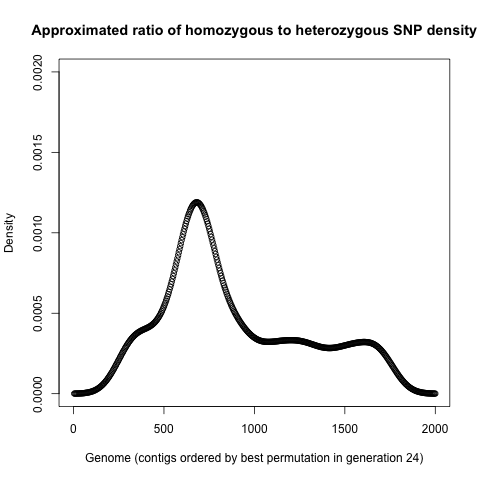 Approximated ratio of homozygous to heterozygous SNP density
0.0020
0.0015
0.0010
0.0005
0.0000
Density
0 500 1000 1500 2000
Genome (contigs ordered by best permutation in generation 24)